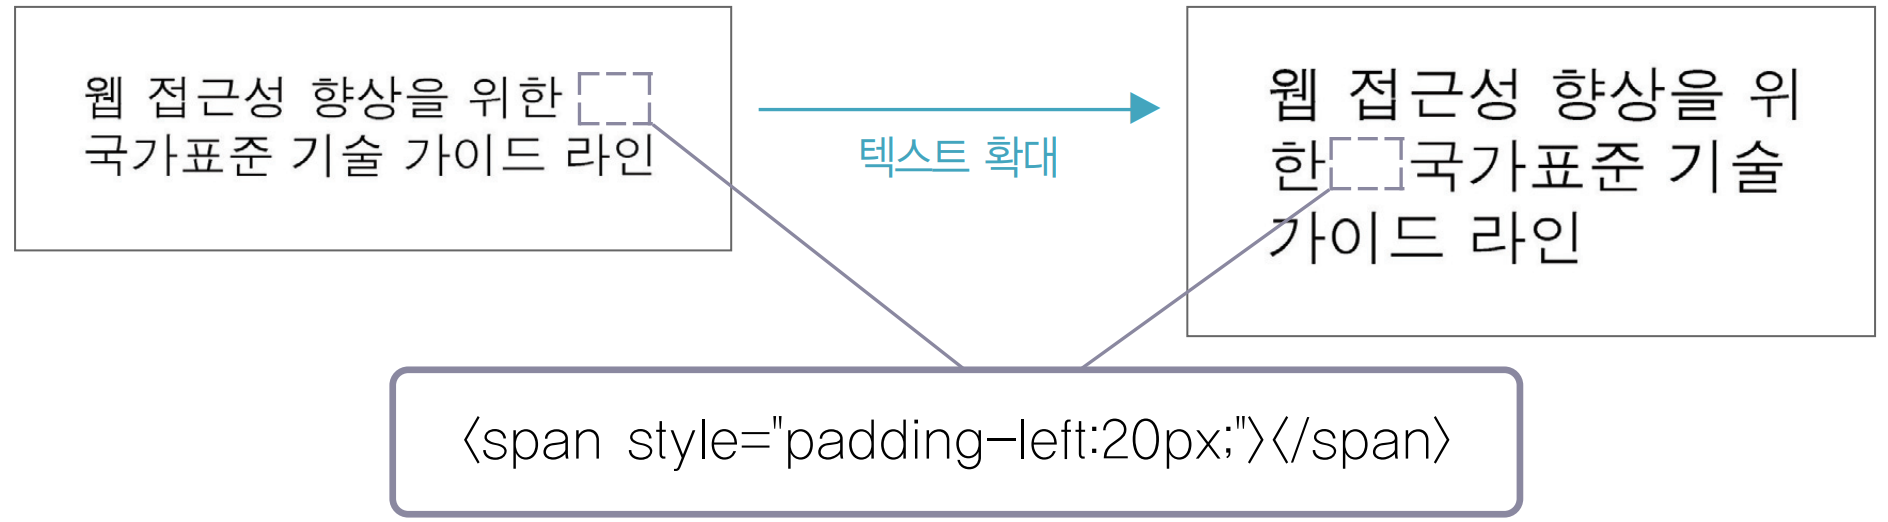 웹 접근성 향상을 위한
국가표준 기술 가이드 라인
텍스트 확대
웹 접근성 향상을 위
한 국가표준 기술
가이드 라인
<span style="padding-left:20px;"></span>